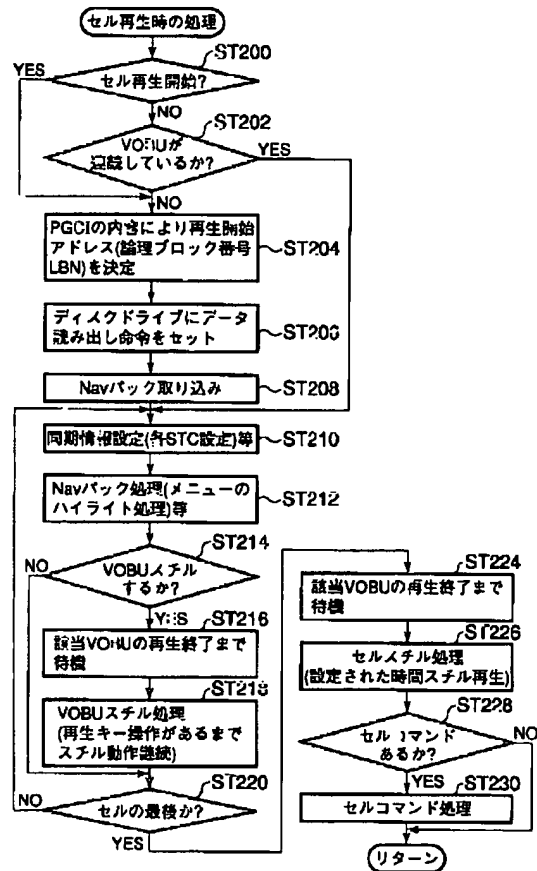 セル再生時の処理
ST200
YES
セル再生開始?
NO
ST202
VOBUが
連続しているか?
YES
NO
PGCIの内容により再生開始
アドレス(論理ブロック番号
LBN)を決定
ST204
ディスクドライブにデータ
読み出し命令をセット
ST206
Navパック取り込み
ST208
同期情報設定(各STC設定)等
ST210
Navパック処理(メニューの
ハイライト処理)等
ST212
ST214
NO
VOBUスチル
するか?
YES
ST216
該当VOBUの再生終了まで
待機
ST218
VOBUスチル処理
(再生キー操作があるまで
スチル動作継続)
ST220
NO
セルの最後か?
YES
ST224
該当VOBUの再生終了まで
待機
ST226
セルスチル処理
(設定された時間スチル再生)
ST228
セルコマンド
あるか?
NO
YES
ST230
セルコマンド処理
リターン